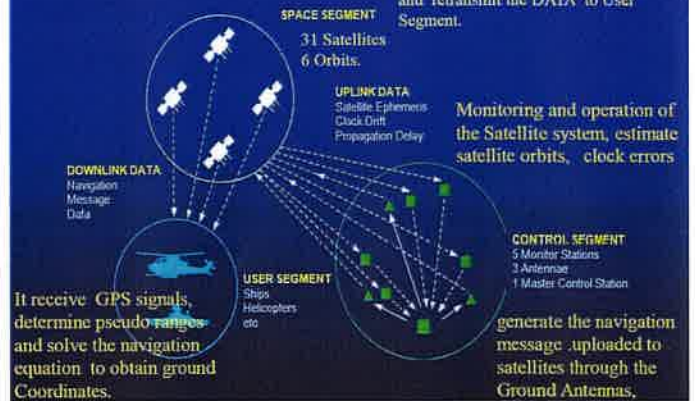 and Retransmit the DATA to User
Segment.
SPACE SEGMENT
31 Satellites
6 Orbits.
UPLINK DATA
Satellite Ephemeris
Clock Drift
Propagation Delay
Monitoring and operation of
the Satellite system, estimate
satellite orbits, clock errors
DOWNLINK DATA
Navigation
Message
Data
CONTROL SEGMENT
5 Monitor Stations
3 Antennae
1 Master Control Station
USER SEGMENT
Ships
Helicopters
etc
It receive GPS signals,
determine pseudo ranges
and solve the navigation
equation to obtain ground
Coordinates.
generate the navigation
message .uploaded to
satellites through the
Ground Antennas,